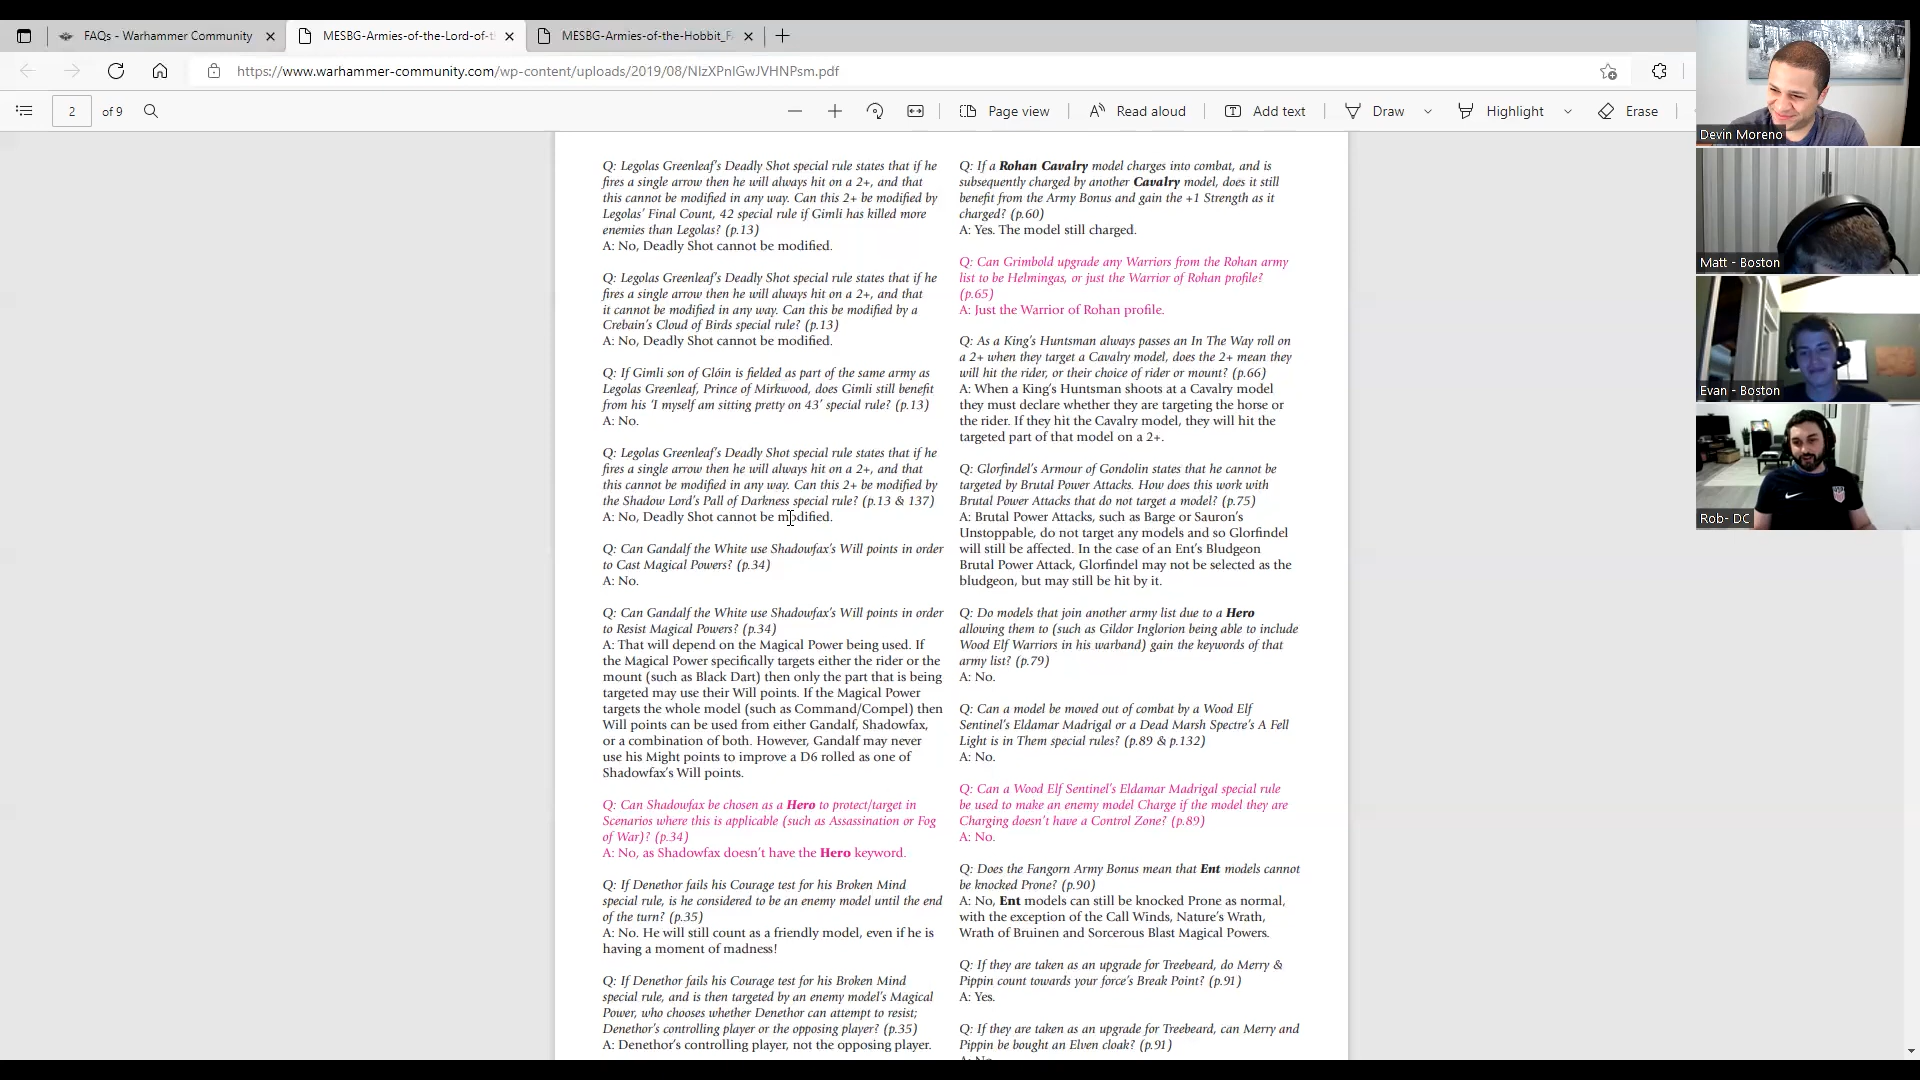 FAQs - Warhammer Community
MESBG-Armies-of-the-Lord-of-t
MESBG-Armies-of-the-Hobbit_F
https://www.warhammer-community.com/wp-content/uploads/2019/08/NIzXPnlGwJVHNPsm.pdf
2 of 9
Page view
Read aloud
Add text
Draw
Highlight
Erase
Q: Legolas Greenleaf's Deadly Shot special rule states that if he
fires a single arrow then he will always hit on a 2+, and that
this cannot be modified in any way. Can this 2+ be modified by
Legolas' Final Count, 42 special rule if Gimli has killed more
enemies than Legolas? (p.13)
A: No, Deadly Shot cannot be modified.
Q: Legolas Greenleaf's Deadly Shot special rule states that if he
fires a single arrow then he will always hit on a 2+, and that
it cannot be modified in any way. Can this be modified by a
Crebain's Cloud of Birds special rule? (p.13)
A: No, Deadly Shot cannot be modified.
Q: If Gimli son of Glóin is fielded as part of the same army as
Legolas Greenleaf, Prince of Mirkwood, does Gimli still benefit
from his 'I myself am sitting pretty on 43' special rule? (p.13)
A: No.
Q: Legolas Greenleaf's Deadly Shot special rule states that if he
fires a single arrow then he will always hit on a 2+, and that
this cannot be modified in any way. Can this 2+ be modified by
the Shadow Lord's Pall of Darkness special rule? (p.13 & 137)
A: No, Deadly Shot cannot be modified.
Q: Can Gandalf the White use Shadowfax's Will points in order
to Cast Magical Powers? (p.34)
A: No.
Q: Can Gandalf the White use Shadowfax's Will points in order
to Resist Magical Powers? (p.34)
A: That will depend on the Magical Power being used. If
the Magical Power specifically targets either the rider or the
mount (such as Black Dart) then only the part that is being
targeted may use their Will points. If the Magical Power
targets the whole model (such as Command/Compel) then
Will points can be used from either Gandalf, Shadowfax,
or a combination of both. However, Gandalf may never
use his Might points to improve a D6 rolled as one of
Shadowfax's Will points.
Q: Can Shadowfax be chosen as a Hero to protect/target in
Scenarios where this is applicable (such as Assassination or Fog
of War)? (p.34)
A: No, as Shadowfax doesn't have the Hero keyword.
Q: If Denethor fails his Courage test for his Broken Mind
special rule, is he considered to be an enemy model until the end
of the turn? (p.35)
A: No. He will still count as a friendly model, even if he is
having a moment of madness!
Q: If Denethor fails his Courage test for his Broken Mind
special rule, and is then targeted by an enemy model's Magical
Power, who chooses whether Denethor can attempt to resist;
Denethor's controlling player or the opposing player? (p.35)
A: Denethor's controlling player, not the opposing player.
Q: If a Rohan Cavalry model charges into combat, and is
subsequently charged by another Cavalry model, does it still
benefit from the Army Bonus and gain the +1 Strength as it
charged? (p.60)
A: Yes. The model still charged.
Q: Can Grimbold upgrade any Warriors from the Rohan army
list to be Helmingas, or just the Warrior of Rohan profile?
(p.65)
A: Just the Warrior of Rohan profile.
Q: As a King's Huntsman always passes an In The Way roll on
a 2+ when they target a Cavalry model, does the 2+ mean they
will hit the rider, or their choice of rider or mount? (p.66)
A: When a King's Huntsman shoots at a Cavalry model
they must declare whether they are targeting the horse or
the rider. If they hit the Cavalry model, they will hit the
targeted part of that model on a 2+.
Q: Glorfindel's Armour of Gondolin states that he cannot be
targeted by Brutal Power Attacks. How does this work with
Brutal Power Attacks that do not target a model? (p.75)
A: Brutal Power Attacks, such as Barge or Sauron's
Unstoppable, do not target any models and so Glorfindel
will still be affected. In the case of an Ent's Bludgeon
Brutal Power Attack, Glorfindel may not be selected as the
bludgeon, but may still be hit by it.
Q: Do models that join another army list due to a Hero
allowing them to (such as Gildor Inglorion being able to include
Wood Elf Warriors in his warband) gain the keywords of that
army list? (p.79)
A: No.
Q: Can a model be moved out of combat by a Wood Elf
Sentinel's Eldamar Madrigal or a Dead Marsh Spectre's A Fell
Light is in Them special rules? (p.89 & p.132)
A: No.
Q: Can a Wood Elf Sentinel's Eldamar Madrigal special rule
be used to make an enemy model Charge if the model they are
Charging doesn't have a Control Zone? (p.89)
A: No.
Q: Does the Fangorn Army Bonus mean that Ent models cannot
be knocked Prone? (p.90)
A: No, Ent models can still be knocked Prone as normal,
with the exception of the Call Winds, Nature's Wrath,
Wrath of Bruinen and Sorcerous Blast Magical Powers.
Q: If they are taken as an upgrade for Treebeard, do Merry &
Pippin count towards your force's Break Point? (p.91)
A: Yes.
Q: If they are taken as an upgrade for Treebeard, can Merry and
Pippin be bought an Elven cloak? (p.91)
Devin Moreno
Matt - Boston
Evan - Boston
Rob- DC